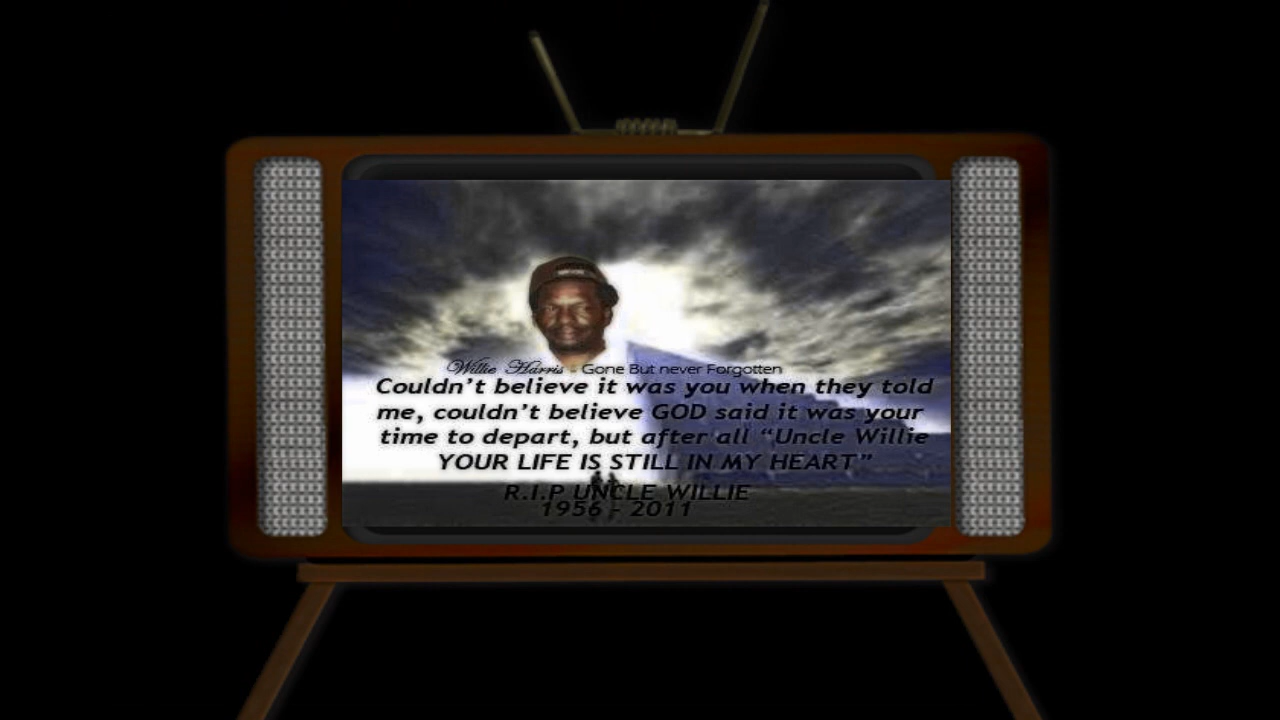 Willie Harris - Gone But never Forgotten
Couldn't believe it was you when they told
me, couldn't believe GOD said it was your
time to depart, but after all “Uncle Willie
YOUR LIFE IS STILL IN MY HEART”
R.I.P UNCLE WILLIE
1956 - 2011